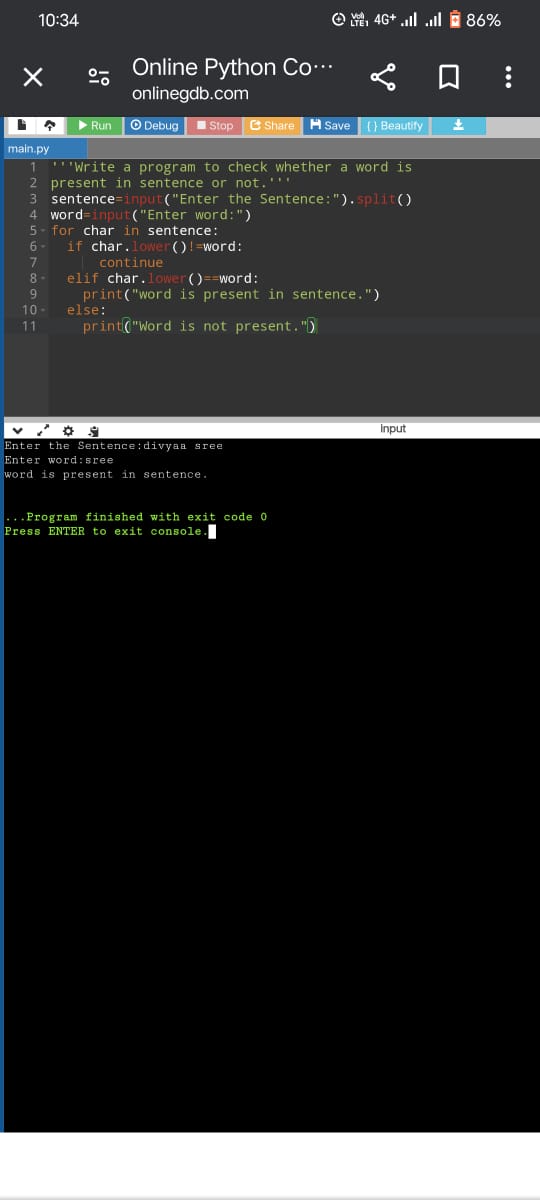 10:34
4G+ 86%
Online Python Co...
onlinegdb.com
Run Debug Stop Share Save {} Beautify
main.py
1 '''Write a program to check whether a word is
2 present in sentence or not.'''
3 sentence=input("Enter the Sentence:").split()
4 word=input("Enter word:")
5 for char in sentence:
6 if char.lower()!=word:
7 continue
8 elif char.lower()==word:
9 print("word is present in sentence.")
10 else:
11 print("Word is not present.")
input
Enter the Sentence:divyaa sree
Enter word:sree
word is present in sentence.
...Program finished with exit code 0
Press ENTER to exit console.